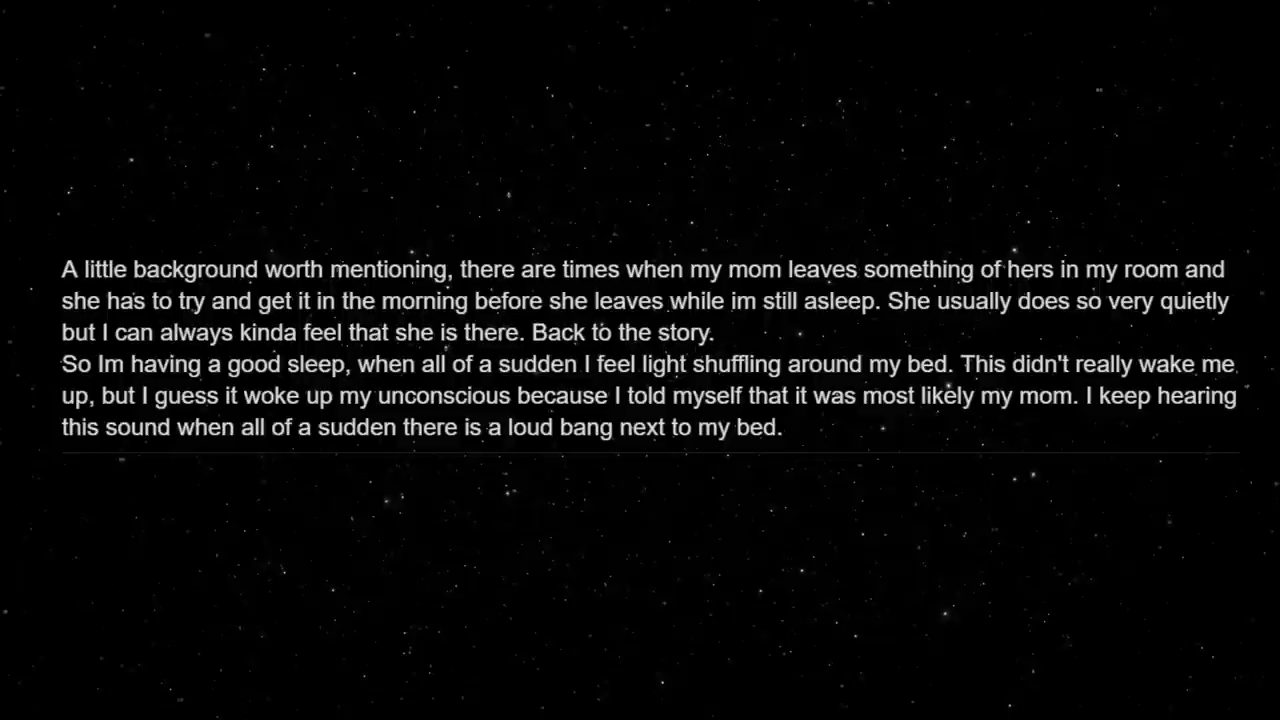 A little background worth mentioning, there are times when my mom leaves something of hers in my room and
she has to try and get it in the morning before she leaves while im still asleep. She usually does so very quietly
but I can always kinda feel that she is there. Back to the story.
So Im having a good sleep, when all of a sudden I feel light shuffling around my bed. This didn't really wake me
up, but I guess it woke up my unconscious because I told myself that it was most likely my mom. I keep hearing
this sound when all of a sudden there is a loud bang next to my bed.